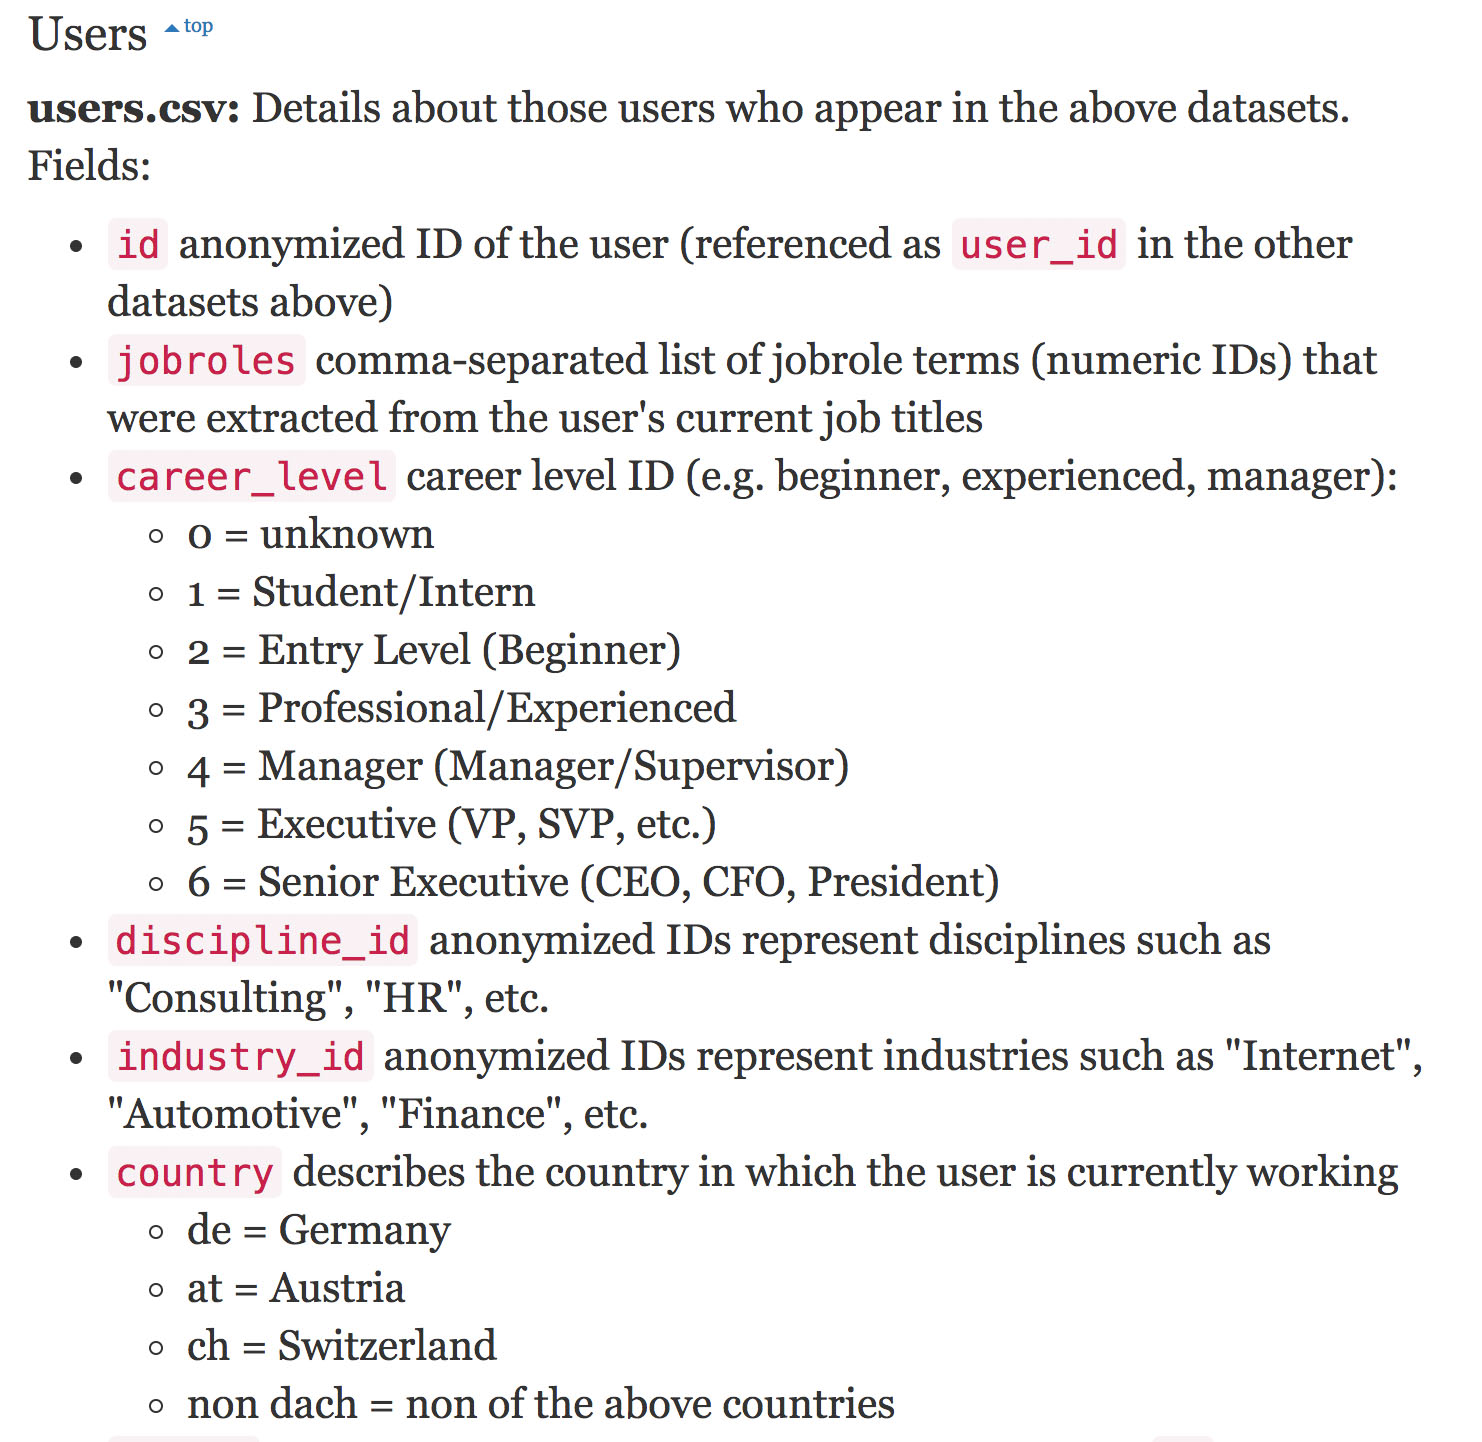 Users top
users.csv: Details about those users who appear in the above datasets.
Fields:
id anonymized ID of the user (referenced as user_id in the other
datasets above)
jobroles comma-separated list of jobrole terms (numeric IDs) that
were extracted from the user's current job titles
career_level career level ID (e.g. beginner, experienced, manager):
0 = unknown
1 = Student/Intern
2 = Entry Level (Beginner)
3 = Professional/Experienced
4 = Manager (Manager/Supervisor)
5 = Executive (VP, SVP, etc.)
6 = Senior Executive (CEO, CFO, President)
discipline_id anonymized IDs represent disciplines such as
"Consulting", "HR", etc.
industry_id anonymized IDs represent industries such as "Internet",
"Automotive", "Finance", etc.
country describes the country in which the user is currently working
de = Germany
at = Austria
ch = Switzerland
non dach = non of the above countries